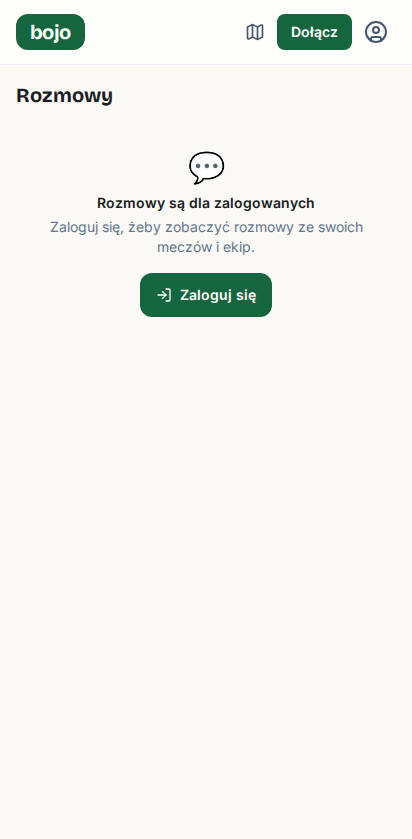 bojo
Dołącz
Rozmowy
Rozmowy są dla zalogowanych
Zaloguj się, żeby zobaczyć rozmowy ze swoich
meczów i ekip.
Zaloguj się